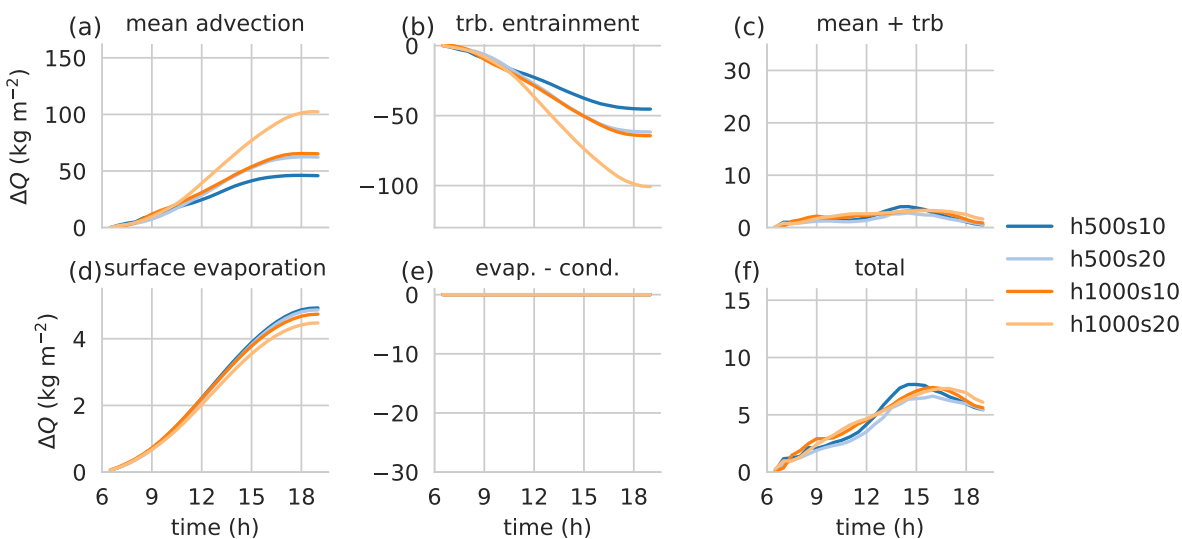 (a) mean advection
(b) trb. entrainment
(c) mean + trb
150
100
50
0
ΔQ (kg m⁻²)
0
−50
−100
30
20
10
0
h500s10
h500s20
h1000s10
h1000s20
(d) surface evaporation
(e) evap. - cond.
(f) total
4
2
0
ΔQ (kg m⁻²)
6 9 12 15 18
time (h)
0
−10
−20
−30
6 9 12 15 18
time (h)
15
10
5
0
6 9 12 15 18
time (h)